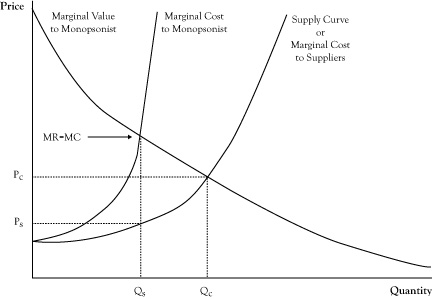 Price
Marginal Value
to Monopsonist
Marginal Cost
to Monopsonist
Supply Curve
or
Marginal Cost
to Suppliers
MR=MC
Pc
Ps
Qs
Qc
Quantity